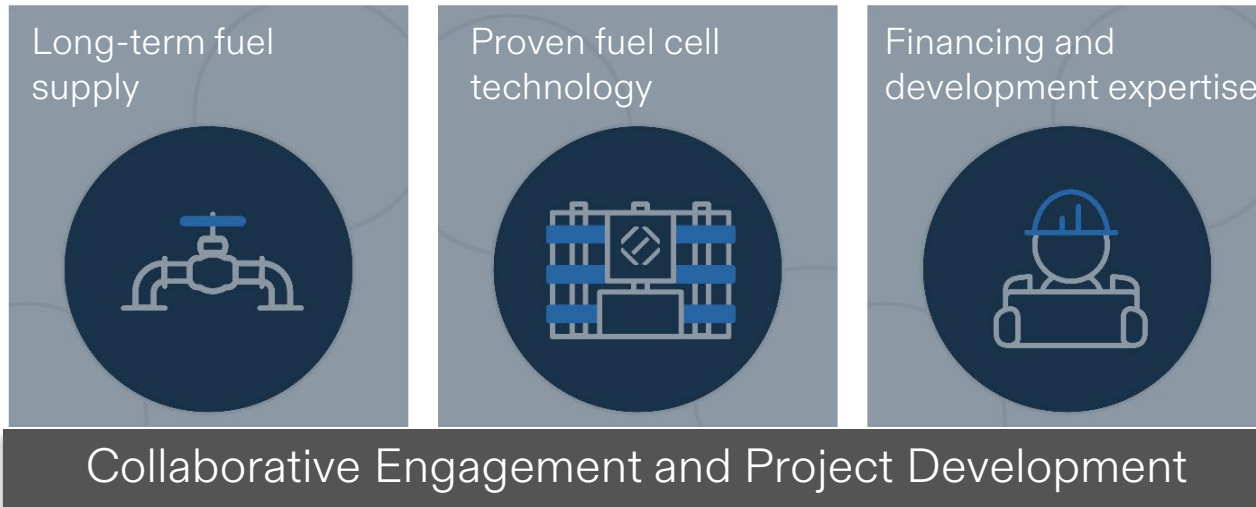 Long-term fuel
supply
Proven fuel cell
technology
Financing and
development expertise
Collaborative Engagement and Project Development